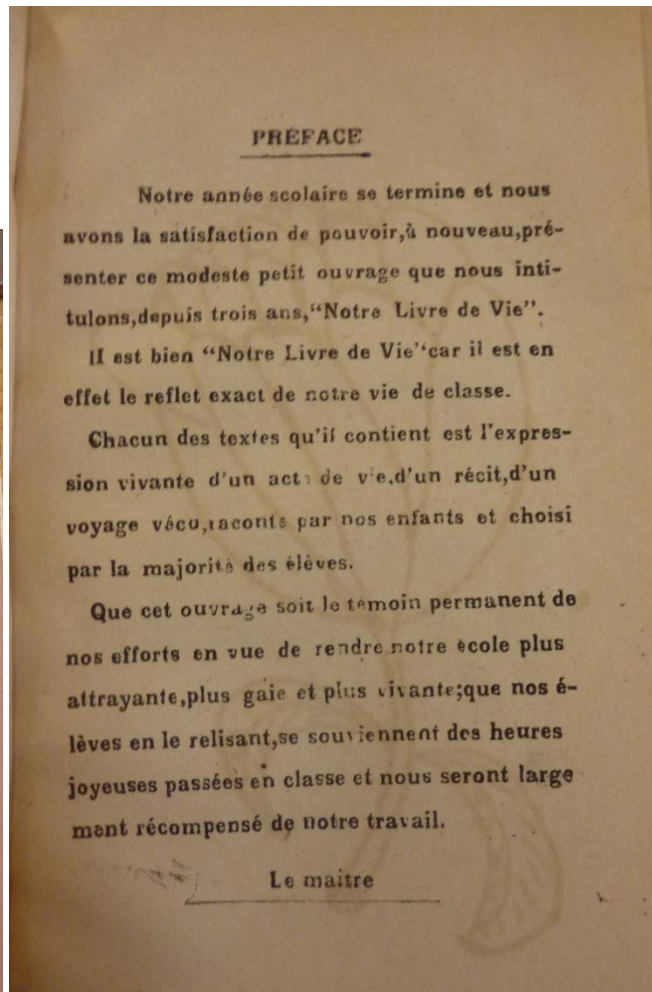 PREFACE
Notre année scolaire se termine et nous
avons la satisfaction de pouvoir,à nouveau,pré-
senter ce modeste petit ouvrage que nous inti-
tulons,depuis trois ans,“Notre Livre de Vie”.
Il est bien “Notre Livre de Vie“car il est en
effet le reflet exact de notre vie de classe.
Chacun des textes qu'il contient est l'expres-
sion vivante d'un acte de vie,d'un récit,d'un
voyage vécu,raconté par nos enfants et choisi
par la majorité des élèves.
Que cet ouvrage soit le témoin permanent de
nos efforts en vue de rendre notre école plus
attrayante,plus gaie et plus vivante;que nos é-
lèves en le relisant,se souviennent des heures
joyeuses passées en classe et nous seront large
ment récompensé de notre travail.
Le maitre